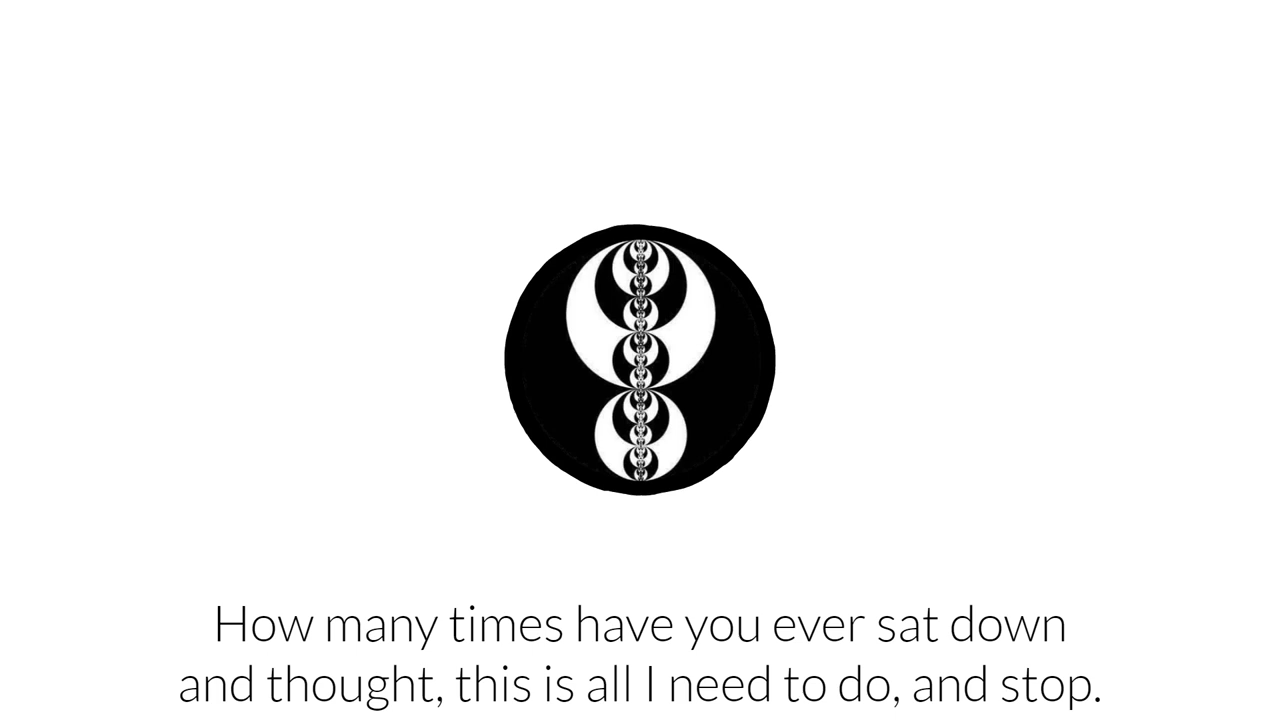 How many times have you ever sat down
and thought, this is all I need to do, and stop.